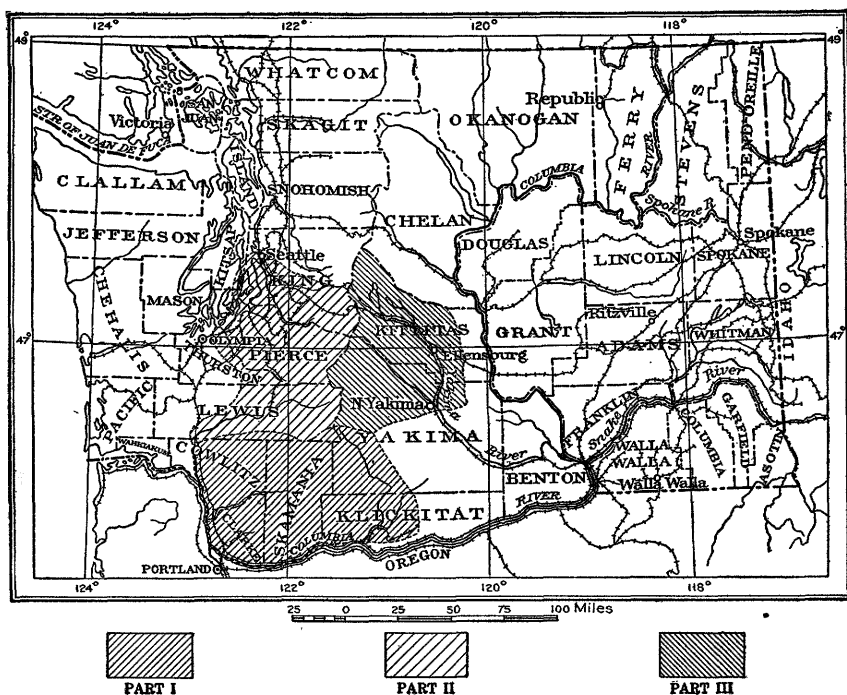 124°
122°
120°
118°
49°
49°
WHATCOM
SAN JUAN
Victoria
SKAGIT
OKANOGAN
Republic
FERRY
RIVER
STEVENS
PEND OREILLE
STR OF JUAN DE FUCA
ISLAND
CLALLAM
SNOHOMISH
COLUMBIA
CHELAN
Spokane R.
JEFFERSON
KITSAP
DOUGLAS
Spokane
Seattle
LINCOLN
SPOKANE
KING
MASON
IDAHO
CHEHALIS
Ritzville
47°
OLYMPIA
KITTITAS
GRANT
WHITMAN
47°
PIERCE
Ellensburg
ADAMS
THURSTON
River
PACIFIC
LEWIS
N. Yakima
FRANKLIN
Snake
WAHKIAKUM
YAKIMA
COLUMBIA
GARFIELD
COWLITZ
River
WALLA
WALLA
ASOTIN
SKAMANIA
BENTON
Walla Walla
KLICKITAT
RIVER
CLARKE
COLUMBIA
OREGON
PORTLAND
124°
122°
120°
118°
25 0 25 50 75 100 Miles
PART I
PART II
PART III